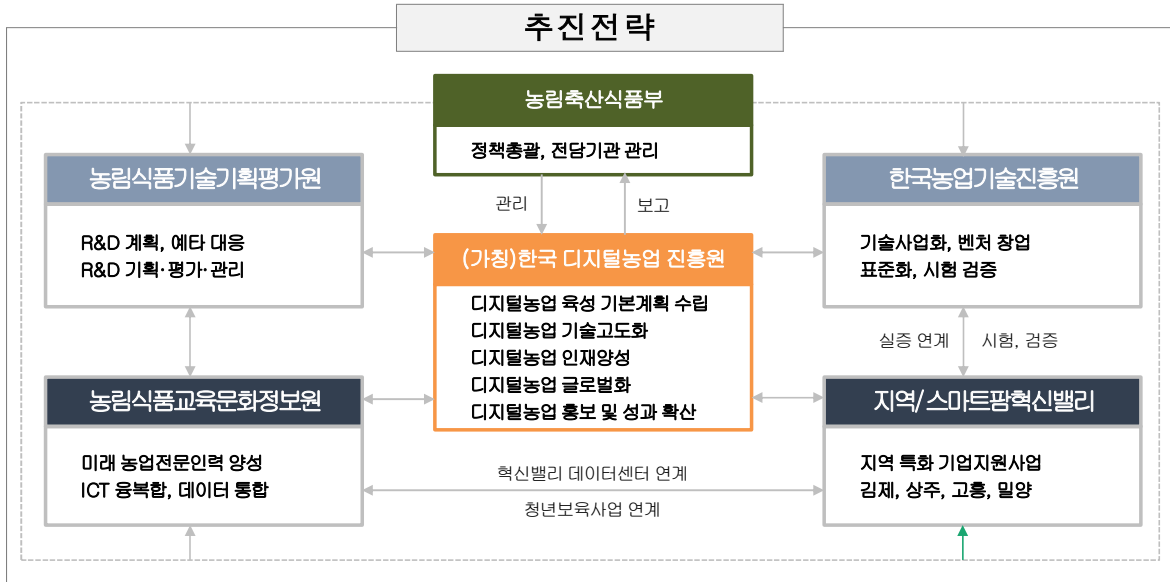 추진전략
농림축산식품부
정책총괄, 전담기관 관리
관리
보고
농림식품기술기획평가원
R&D 계획, 예타 대응
R&D 기획·평가·관리
(가칭)한국 디지털농업 진흥원
디지털농업 육성 기본계획 수립
디지털농업 기술고도화
디지털농업 인재양성
디지털농업 글로벌화
디지털농업 홍보 및 성과 확산
한국농업기술진흥원
기술사업화, 벤처 창업
표준화, 시험 검증
실증 연계
시험, 검증
농림식품교육문화정보원
미래 농업전문인력 양성
ICT 융복합, 데이터 통합
혁신밸리 데이터센터 연계
청년보육사업 연계
지역/스마트팜혁신밸리
지역 특화 기업지원사업
김제, 상주, 고흥, 밀양